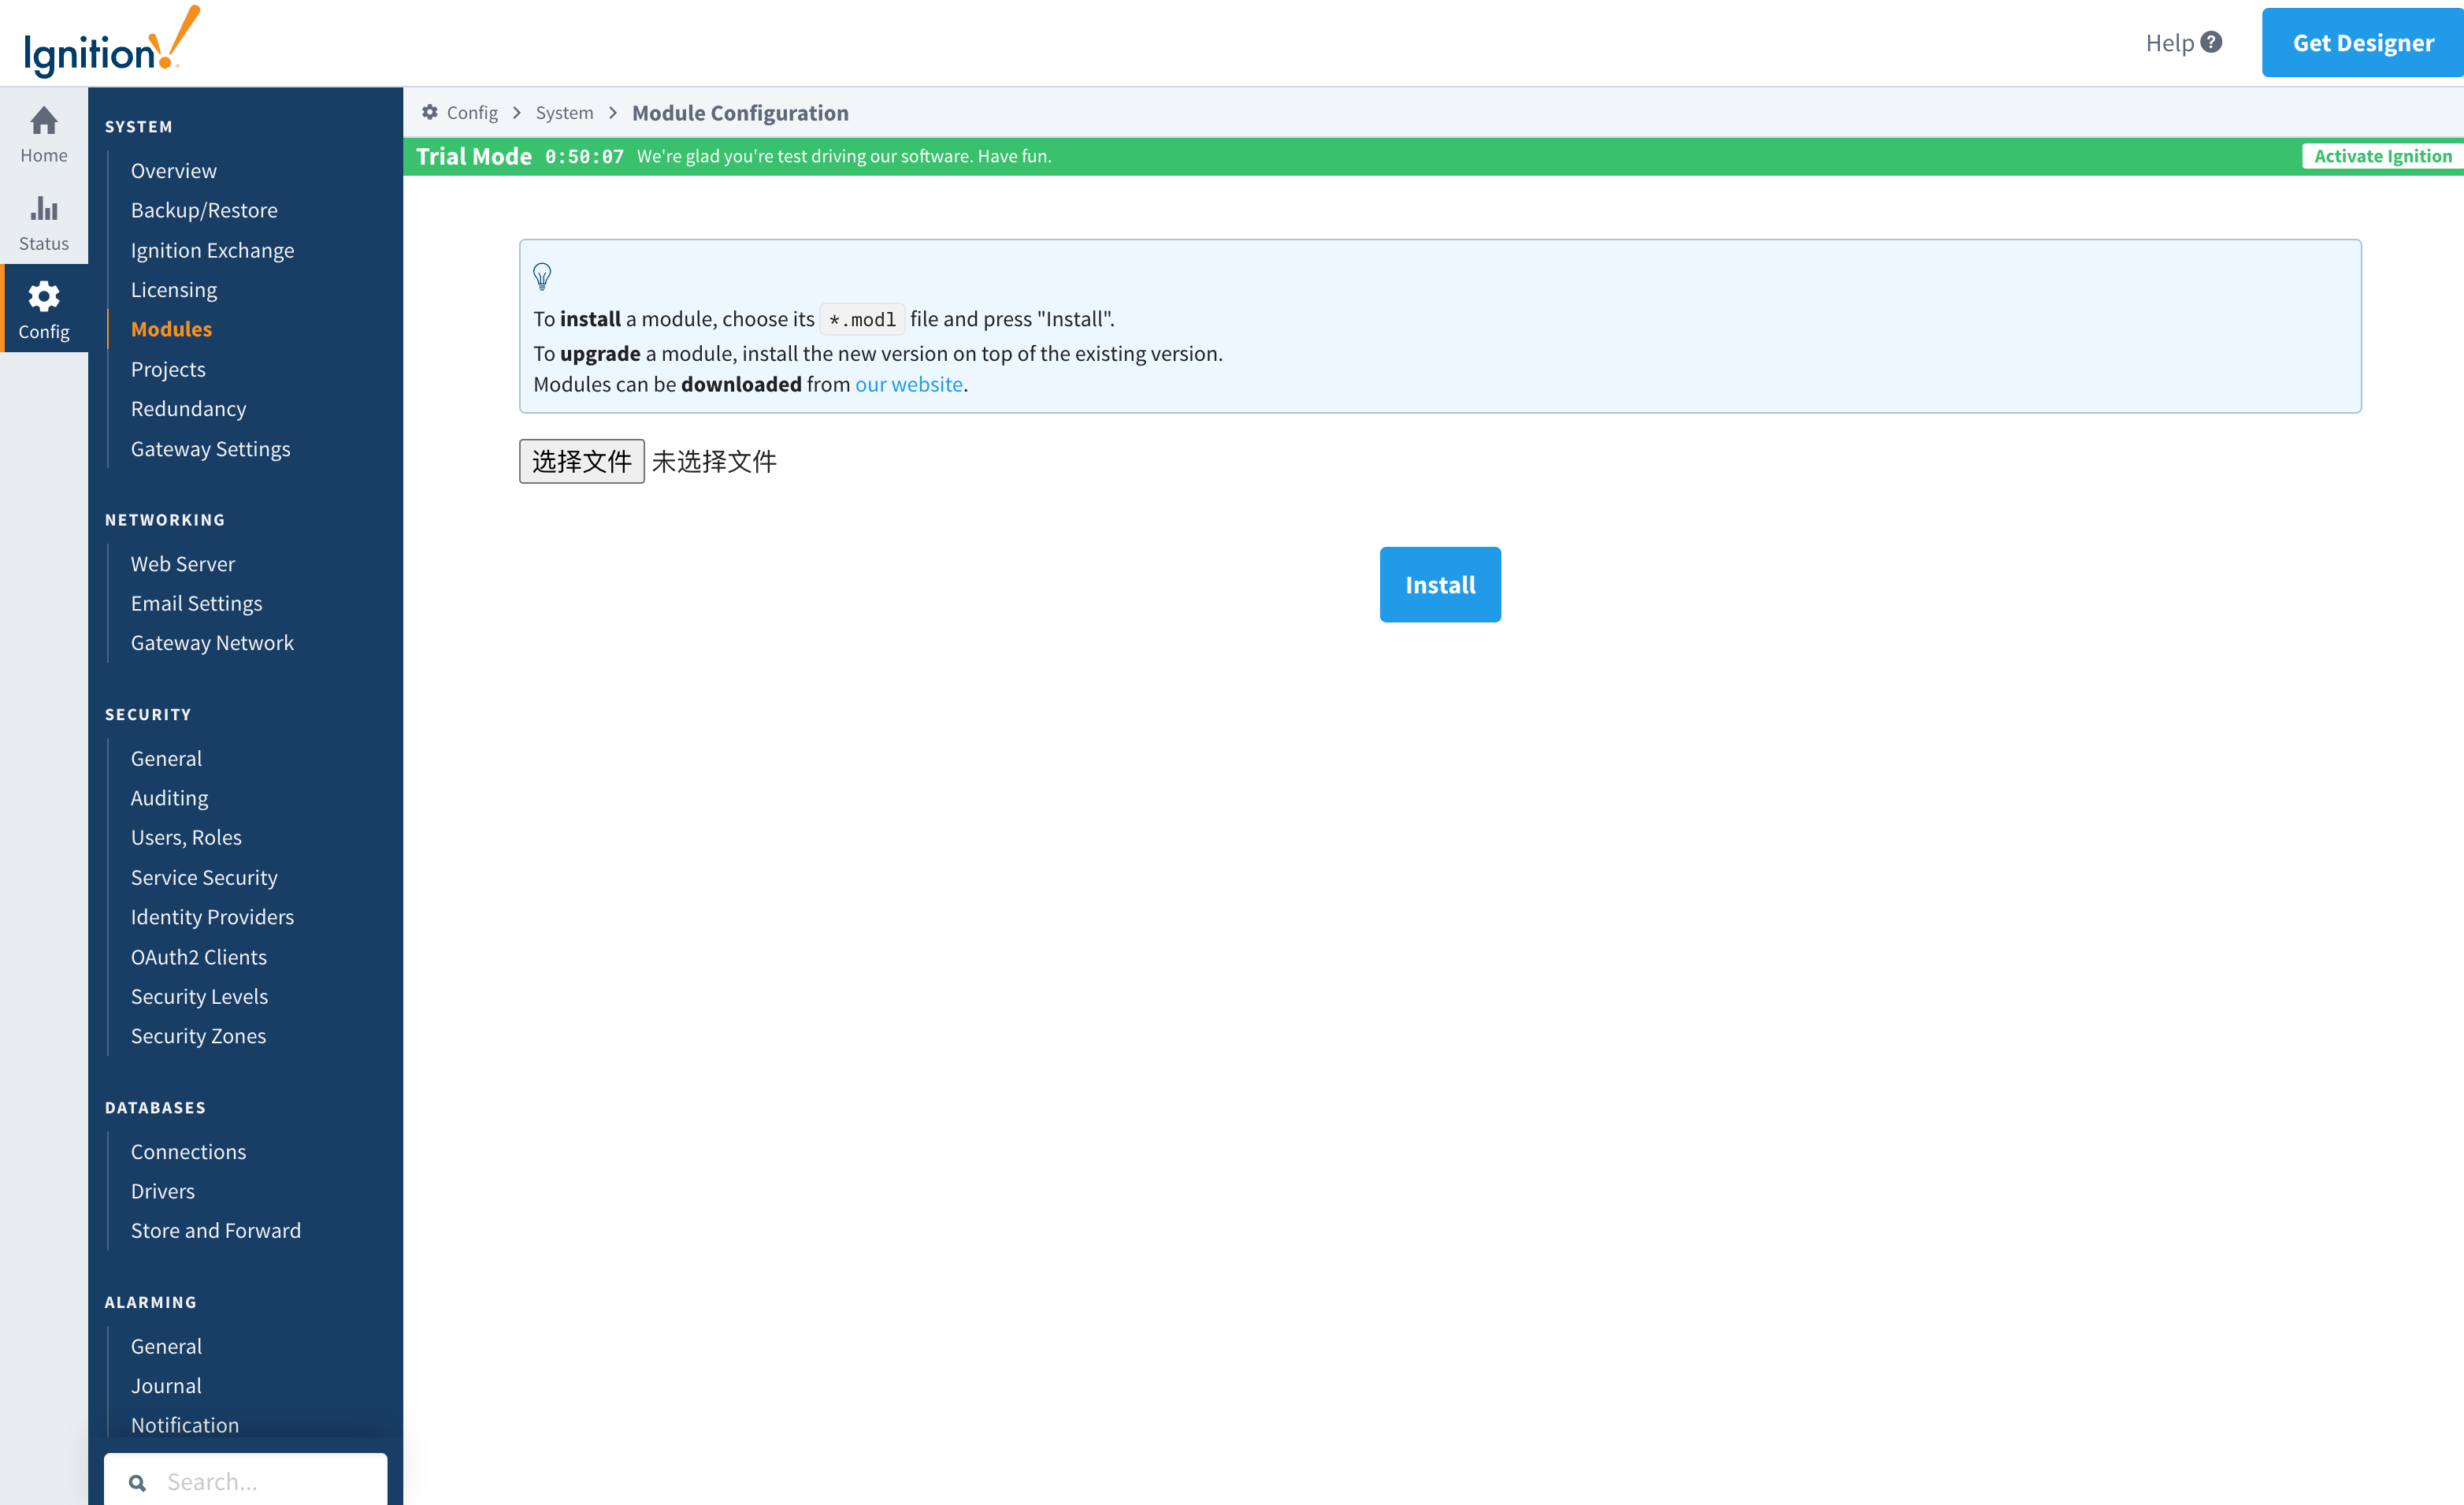 Ignition!
Help ?
Get Designer
Home
Status
Config
SYSTEM
Overview
Backup/Restore
Ignition Exchange
Licensing
Modules
Projects
Redundancy
Gateway Settings
NETWORKING
Web Server
Email Settings
Gateway Network
SECURITY
General
Auditing
Users, Roles
Service Security
Identity Providers
OAuth2 Clients
Security Levels
Security Zones
DATABASES
Connections
Drivers
Store and Forward
ALARMING
General
Journal
Notification
Search...
Config > System > Module Configuration
Trial Mode 0:50:07 We're glad you're test driving our software. Have fun.
Activate Ignition
To install a module, choose its *.modl file and press "Install".
To upgrade a module, install the new version on top of the existing version.
Modules can be downloaded from our website.
选择文件 未选择文件
Install